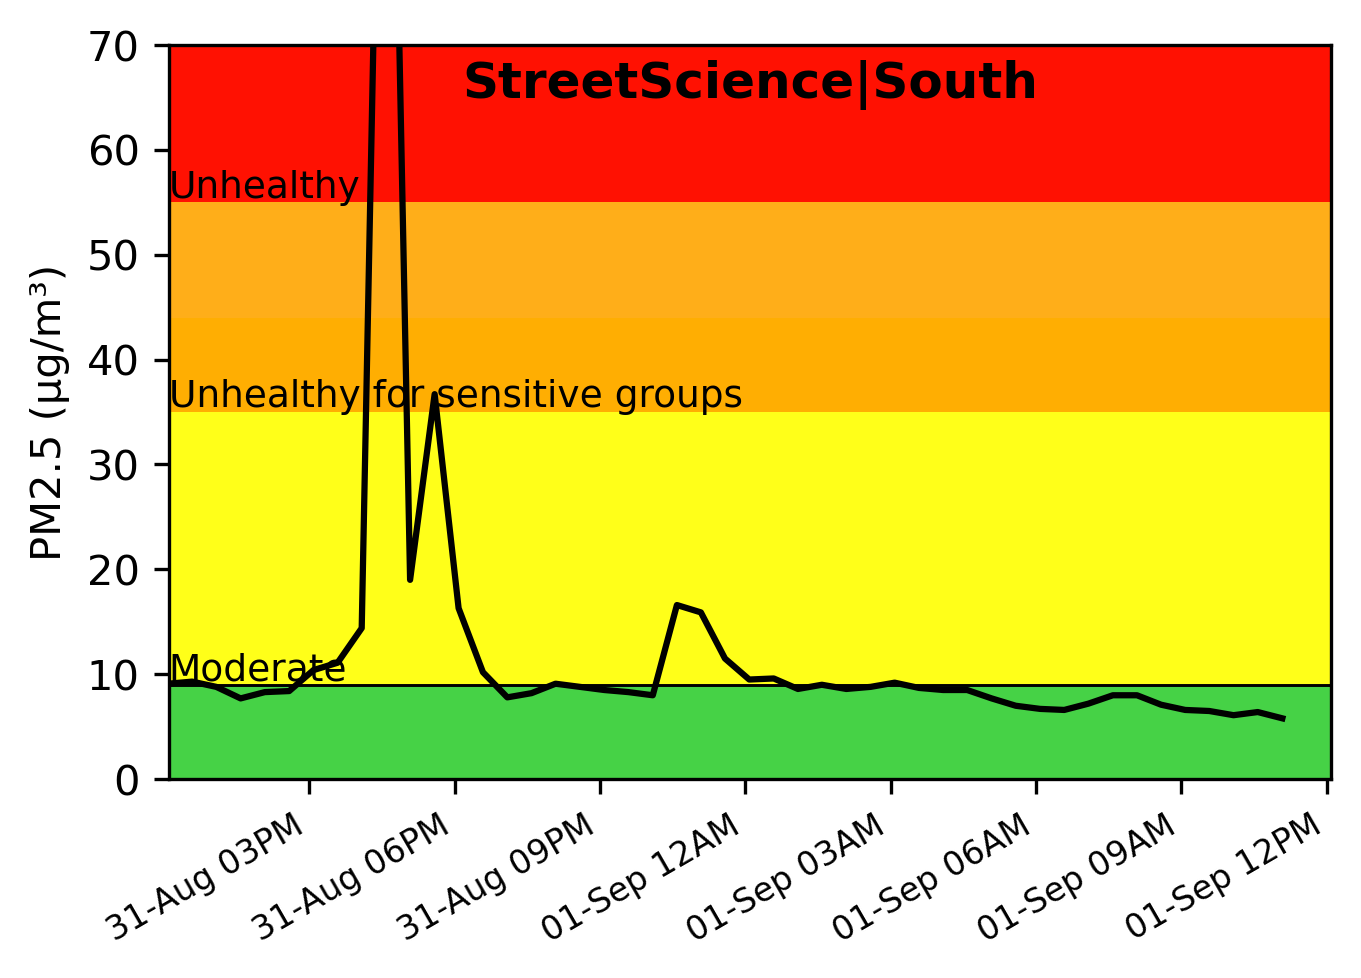 StreetScience|South
PM2.5 (µg/m³)
70
60
50
40
30
20
10
0
Unhealthy
Unhealthy for sensitive groups
Moderate
31-Aug 03PM
31-Aug 06PM
31-Aug 09PM
01-Sep 12AM
01-Sep 03AM
01-Sep 06AM
01-Sep 09AM
01-Sep 12PM